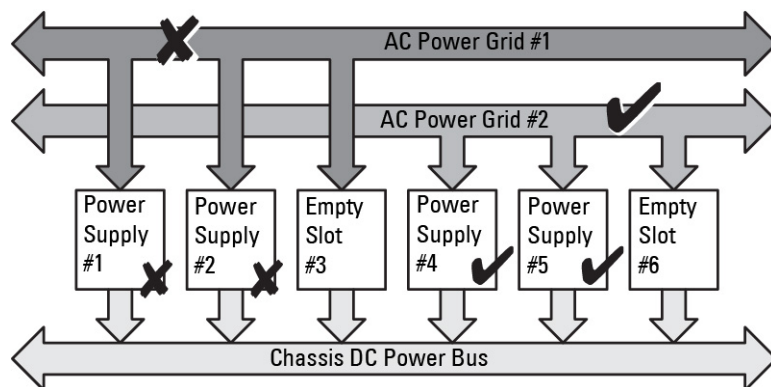 AC Power Grid #1
AC Power Grid #2
Power
Supply
#1
Power
Supply
#2
Empty
Slot
#3
Power
Supply
#4
Power
Supply
#5
Empty
Slot
#6
Chassis DC Power Bus